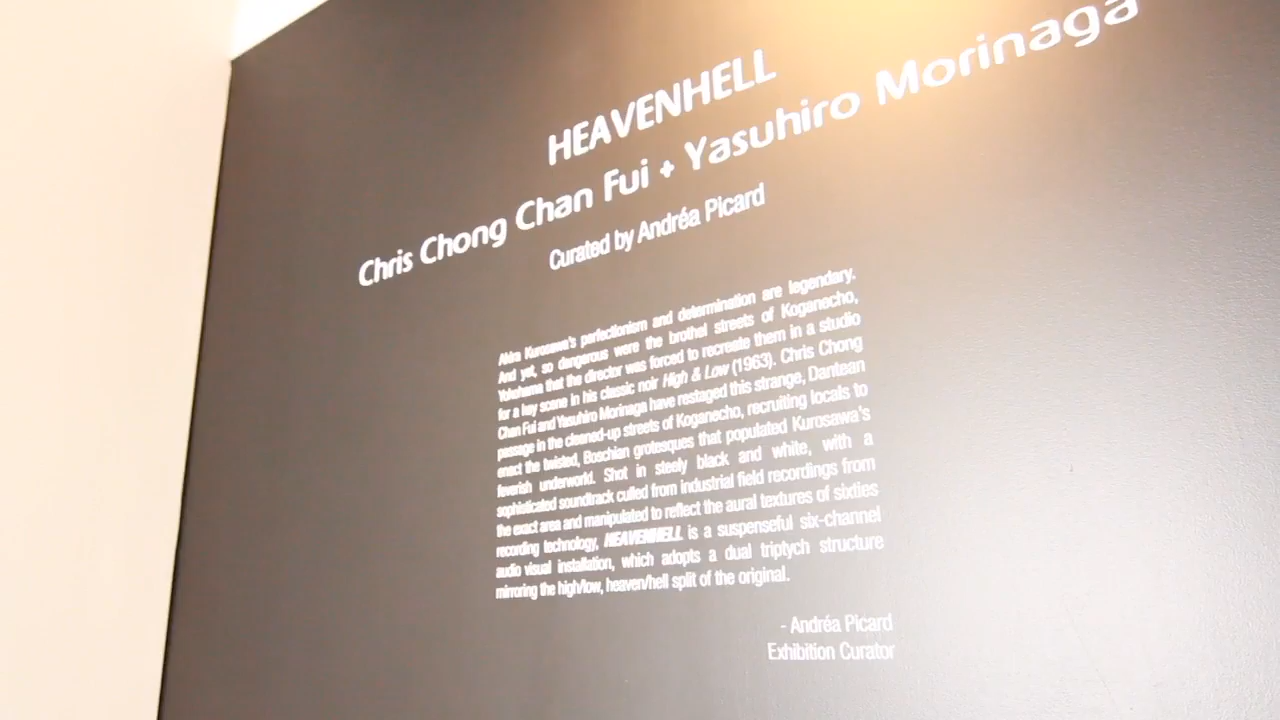 HEAVENHELL
Chris Chong Chan Fui + Yasuhiro Morinaga
Curated by Andréa Picard
Akira Kurosawa's perfectionism and determination are legendary.
And yet, so dangerous were the brothel streets of Koganecho,
Yokohama that the director was forced to recreate them in a studio
for a key scene in his classic noir High & Low (1963). Chris Chong
Chan Fui and Yasuhiro Morinaga have restaged this strange, Dantean
passage in the cleaned-up streets of Koganecho, recruiting locals to
enact the twisted, Boschian grotesques that populated Kurosawa's
feverish underworld. Shot in steely black and white, with a
sophisticated soundtrack culled from industrial field recordings from
the exact area and manipulated to reflect the aural textures of sixties
recording technology, HEAVENHELL is a suspenseful six-channel
audio visual installation, which adopts a dual triptych structure
mirroring the high/low, heaven/hell split of the original.
- Andréa Picard
Exhibition Curator